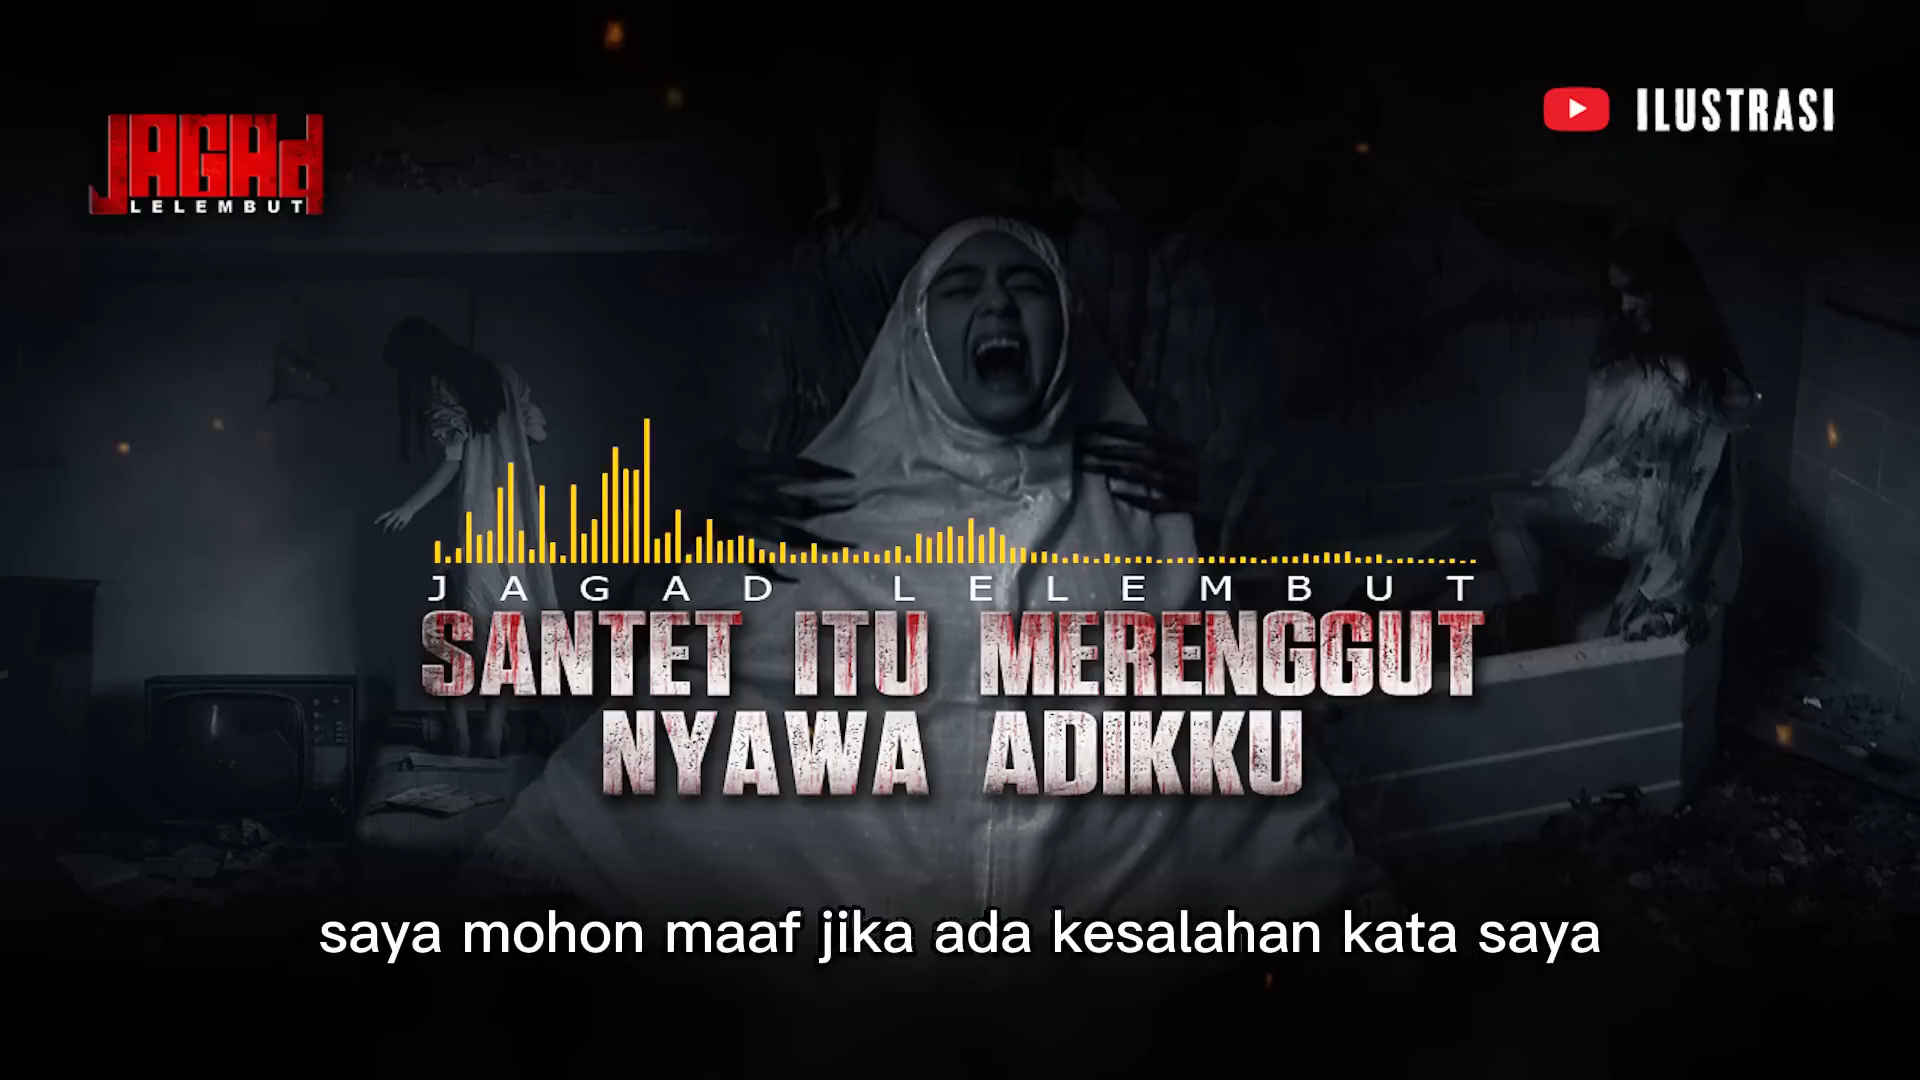 JAGAd
LELEMBUT
ILUSTRASI
JAGAD LELEMBUT
SANTET ITU MERENGGUT
NYAWA ADIKKU
saya mohon maaf jika ada kesalahan kata saya